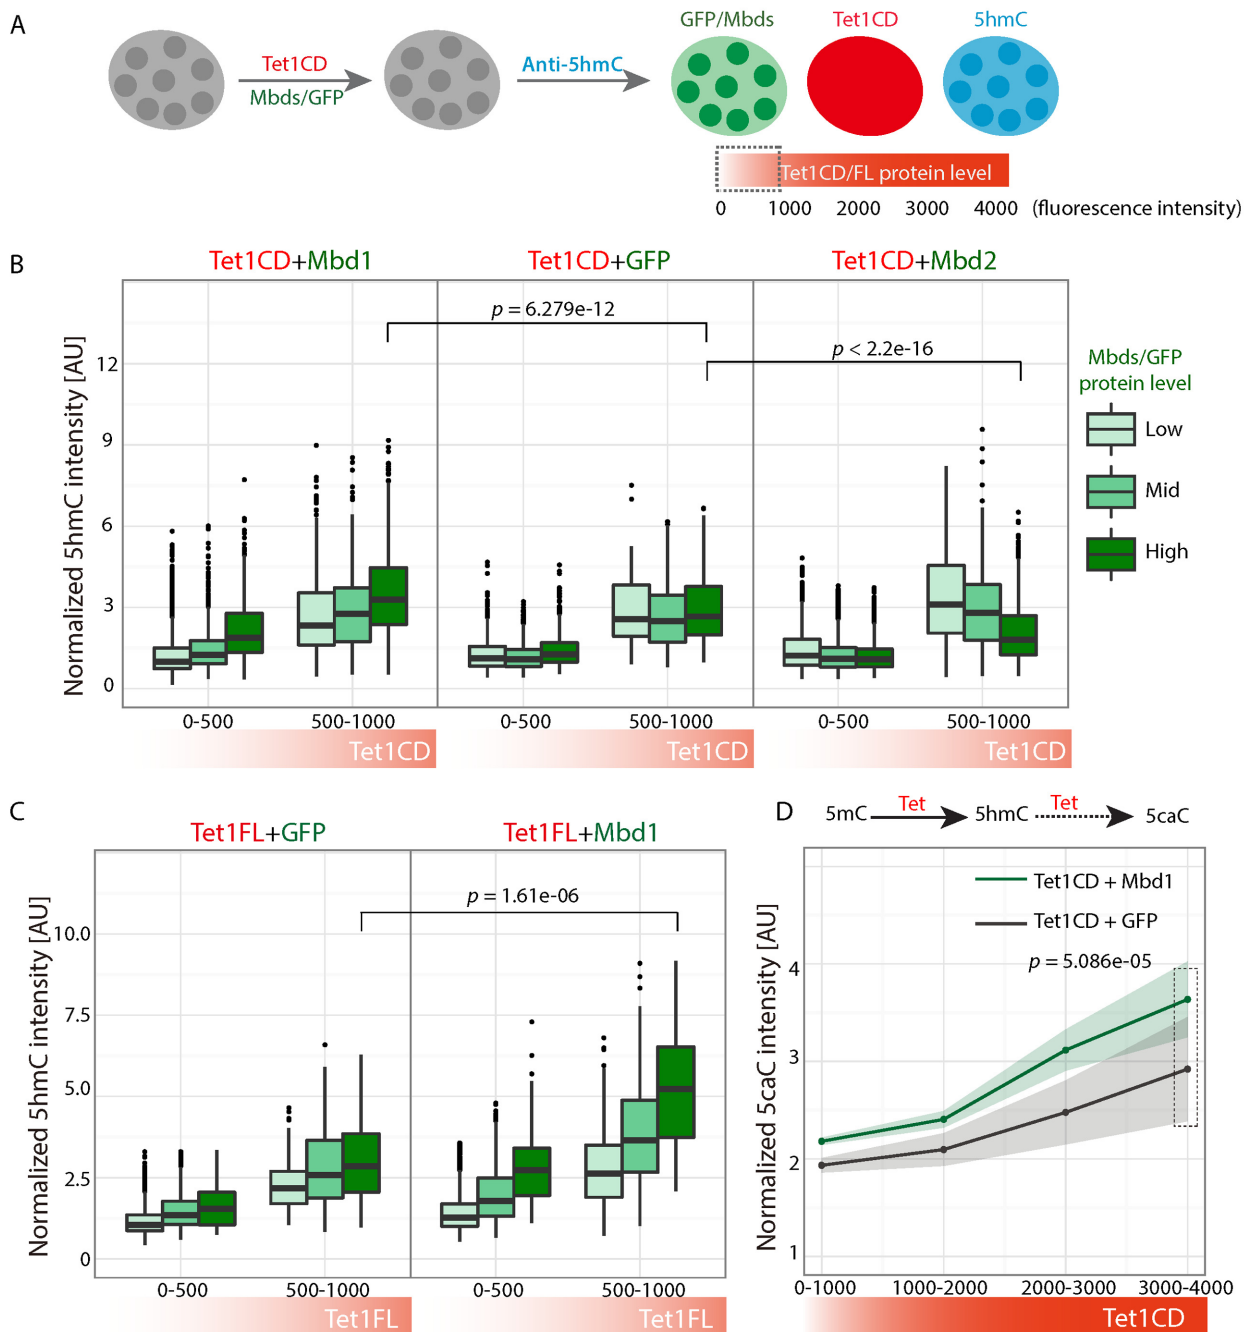 A
GFP/Mbds
Tet1CD
5hmC
Tet1CD
Mbds/GFP
Anti-5hmC
Tet1CD/FL protein level
0 1000 2000 3000 4000 (fluorescence intensity)
B
Tet1CD+Mbd1
Tet1CD+GFP
Tet1CD+Mbd2
Normalized 5hmC intensity [AU]
12
9
6
3
0
p = 6.279e-12
p < 2.2e-16
Mbds/GFP
protein level
Low
Mid
High
0-500 500-1000 0-500 500-1000 0-500 500-1000
Tet1CD Tet1CD Tet1CD
C
Tet1FL+GFP
Tet1FL+Mbd1
Normalized 5hmC intensity [AU]
10.0
7.5
5.0
2.5
0
p = 1.61e-06
0-500 500-1000 0-500 500-1000
Tet1FL Tet1FL
D
5mC Tet 5hmC Tet 5caC
Normalized 5caC intensity [AU]
4
3
2
1
Tet1CD + Mbd1
Tet1CD + GFP
p = 5.086e-05
0-1000 1000-2000 2000-3000 3000-4000
Tet1CD